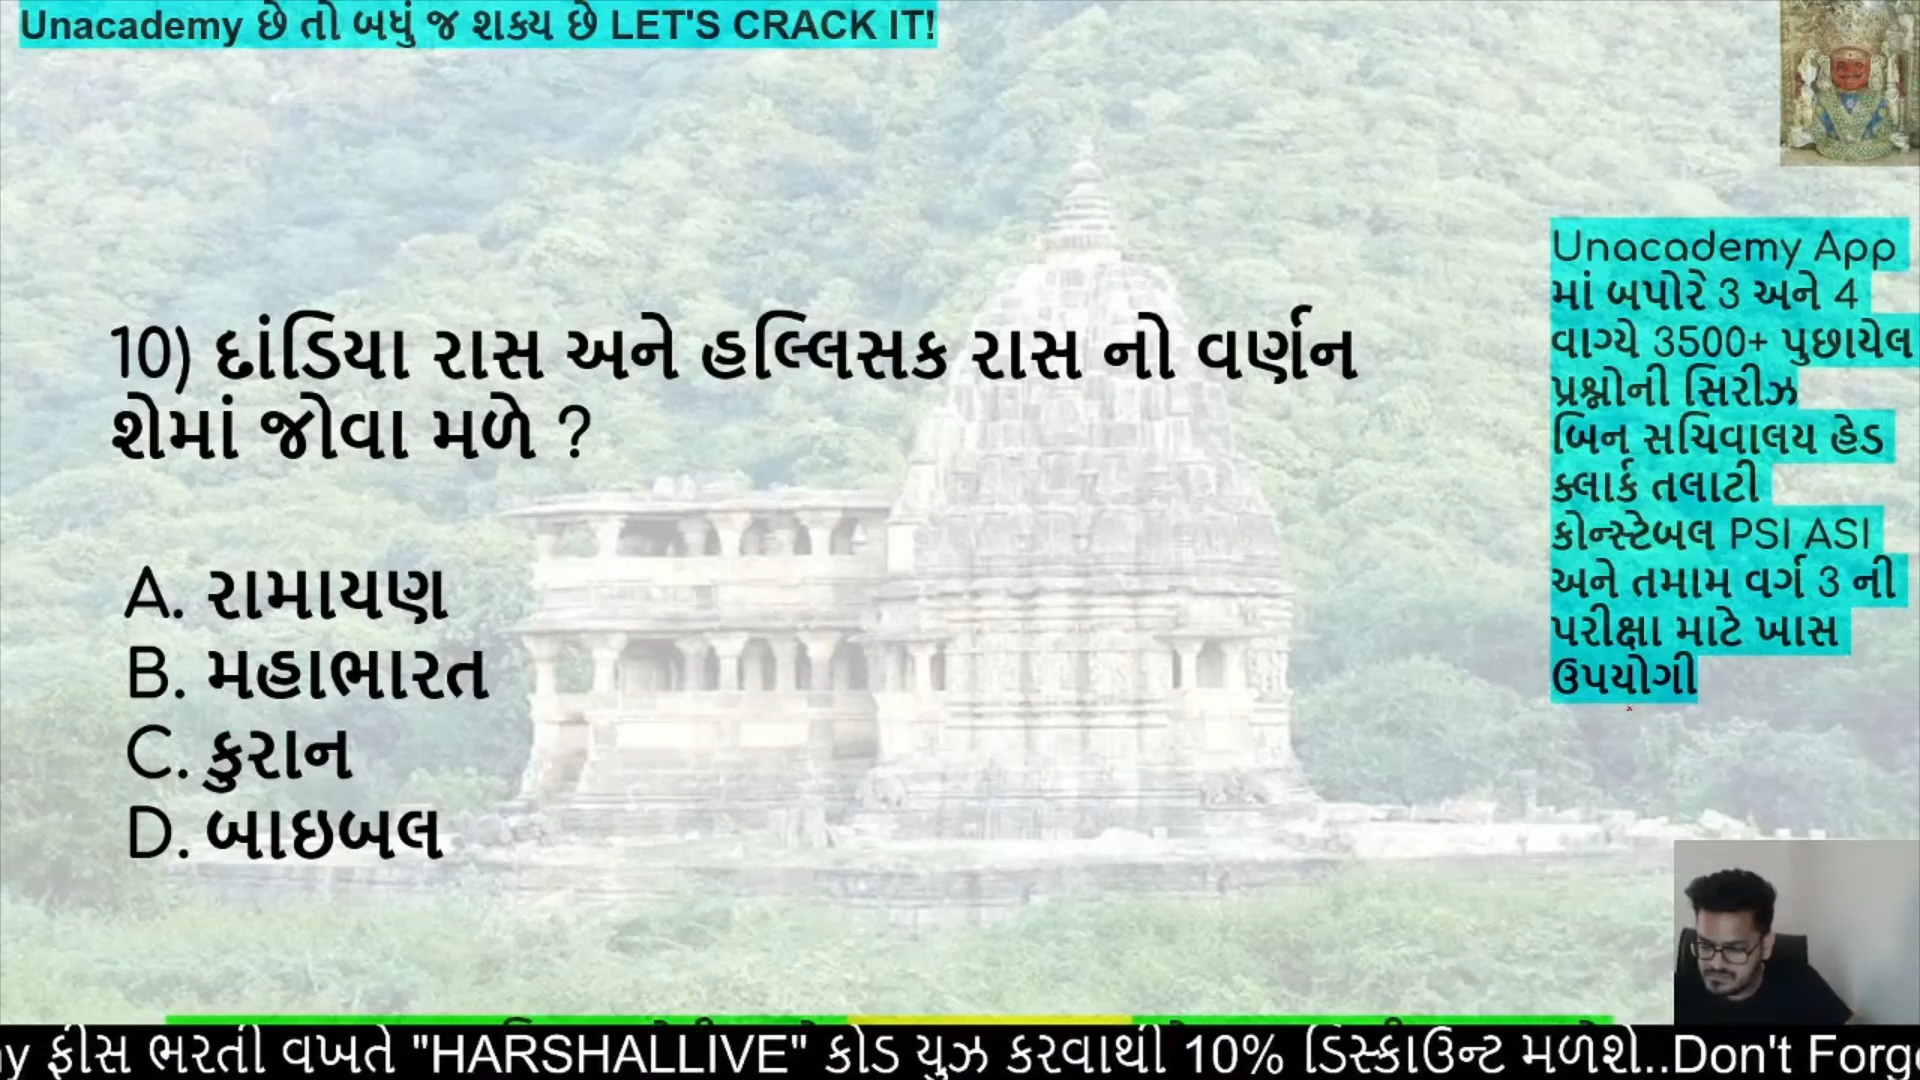 Unacademy છે તો બધું જ શક્ય છે LET'S CRACK IT!
10) દાંડિયા રાસ અને હલ્લિસક રાસ નો વર્ણન
શેમાં જોવા મળે ?
A. રામાયણ
B. મહાભારત
C. કુરાન
D. બાઇબલ
Unacademy App
માં બપોરે 3 અને 4
વાગ્યે 3500+ પુછાયેલ
પ્રશ્નોની સિરીઝ
બિન સચિવાલય હેડ
ક્લાર્ક તલાટી
કોન્સ્ટેબલ PSI ASI
અને તમામ વર્ગ 3 ની
પરીક્ષા માટે ખાસ
ઉપયોગી
y ફીસ ભરતી વખતે "HARSHALLIVE" કોડ યુઝ કરવાથી 10% ડિસ્કાઉન્ટ મળેશે..Don't Forg